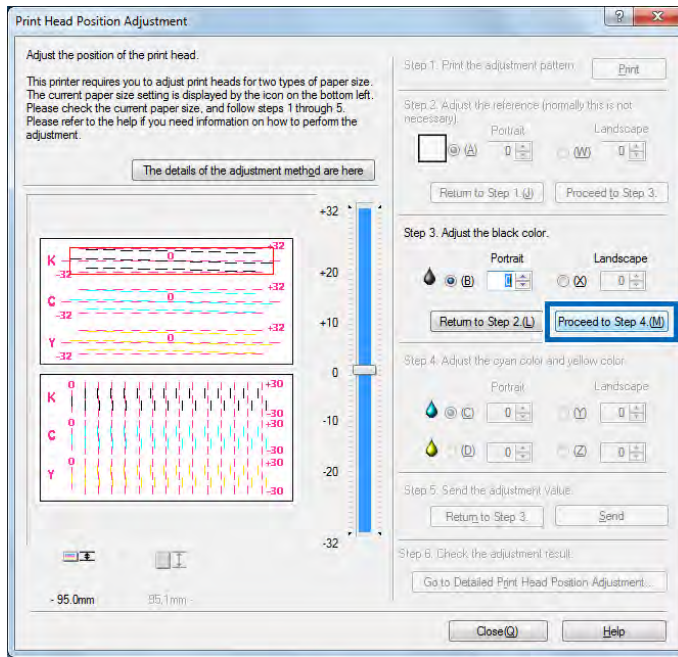 Print Head Position Adjustment
Adjust the position of the print head.
This printer requires you to adjust print heads for two types of paper size.
The current paper size setting is displayed by the icon on the bottom left.
Please check the current paper size, and follow steps 1 through 5.
Please refer to the help if you need information on how to perform the
adjustment.
The details of the adjustment method are here
+32
+20
+10
0
-10
-20
-32
K
-32
0
+32
C
-32
0
+32
Y
-32
+32
K
0
+30
-30
C
0
+30
-30
Y
0
+30
-30
- 95.0mm
95.1mm -
Step 1. Print the adjustment pattern.
Print
Step 2. Adjust the reference (normally this is not
necessary).
Portrait
Landscape
(A)
0
(W)
0
Return to Step 1.(J)
Proceed to Step 3.
Step 3. Adjust the black color.
Portrait
Landscape
(B)
0
(X)
0
Return to Step 2.(L)
Proceed to Step 4.(M)
Step 4. Adjust the cyan color and yellow color.
Portrait
Landscape
(C)
0
(Y)
0
(D)
0
(Z)
0
Step 5. Send the adjustment value.
Return to Step 3.
Send
Step 6. Check the adjustment result.
Go to Detailed Print Head Position Adjustment...
Close(Q)
Help